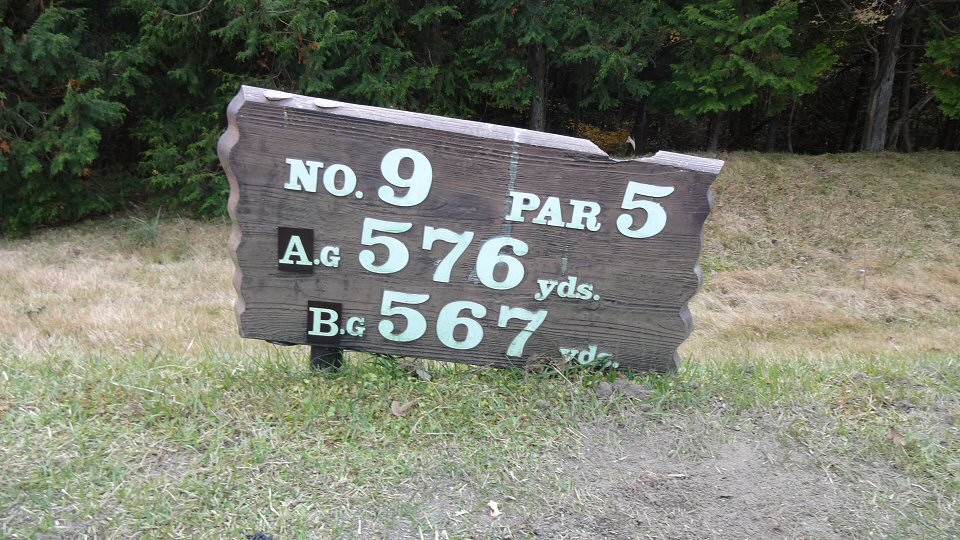 NO. 9 PAR 5
A.G 576 yds.
B.G 567 yds.